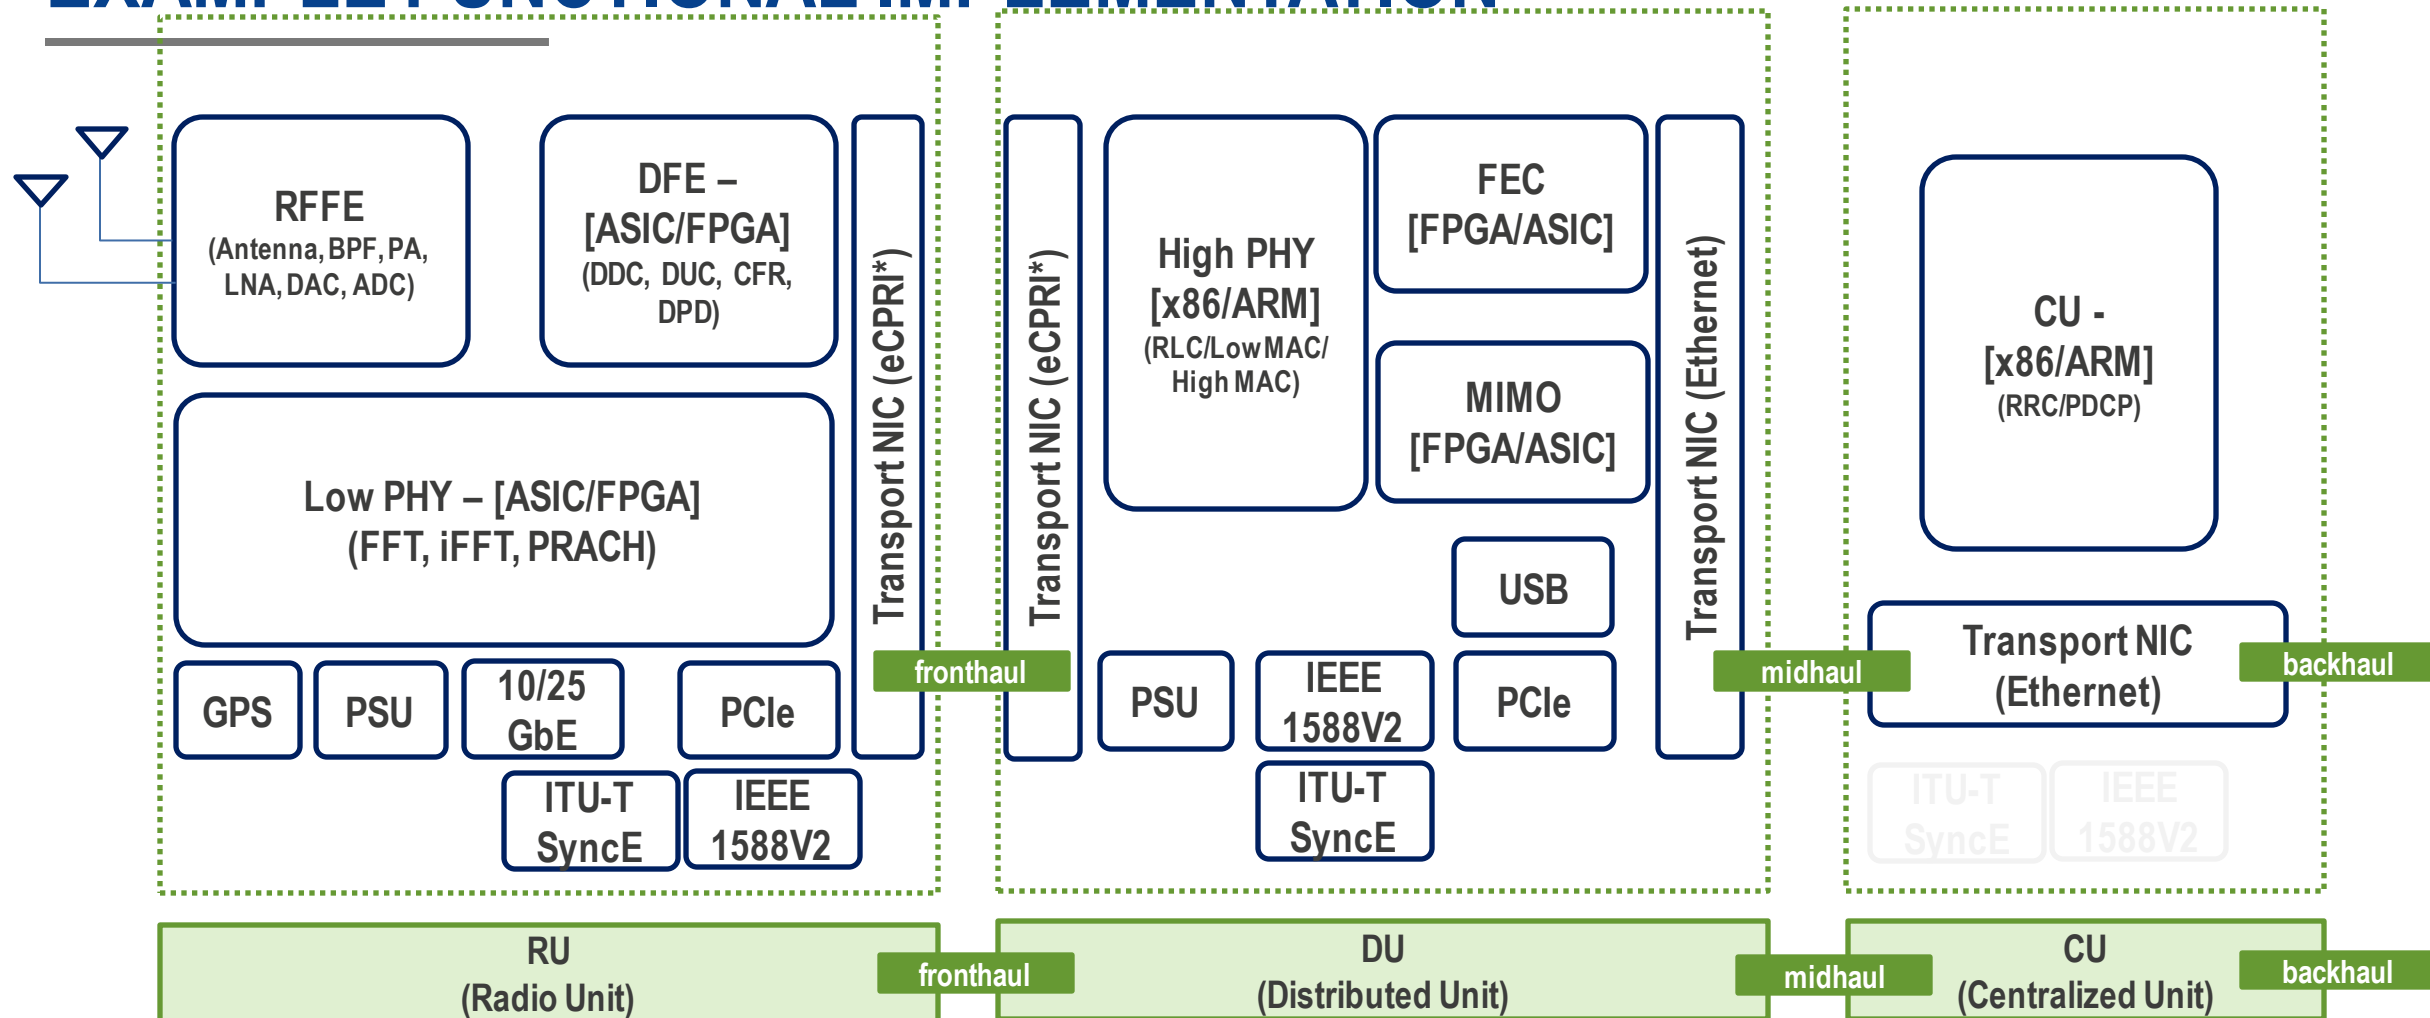 EXAMPLE FUNCTIONAL IMPLEMENTATION
RFFE
(Antenna, BPF, PA,
LNA, DAC, ADC)
DFE –
[ASIC/FPGA]
(DDC, DUC, CFR,
DPD)
Low PHY – [ASIC/FPGA]
(FFT, iFFT, PRACH)
GPS
PSU
10/25
GbE
PCIe
ITU-T
SyncE
IEEE
1588V2
Transport NIC (eCPRI*)
fronthaul
Transport NIC (eCPRI*)
High PHY
[x86/ARM]
(RLC/Low MAC/
High MAC)
FEC
[FPGA/ASIC]
MIMO
[FPGA/ASIC]
USB
PSU
IEEE
1588V2
PCIe
ITU-T
SyncE
Transport NIC (Ethernet)
midhaul
CU -
[x86/ARM]
(RRC/PDCP)
Transport NIC
(Ethernet)
backhaul
ITU-T
SyncE
IEEE
1588V2
RU
(Radio Unit)
fronthaul
DU
(Distributed Unit)
midhaul
CU
(Centralized Unit)
backhaul